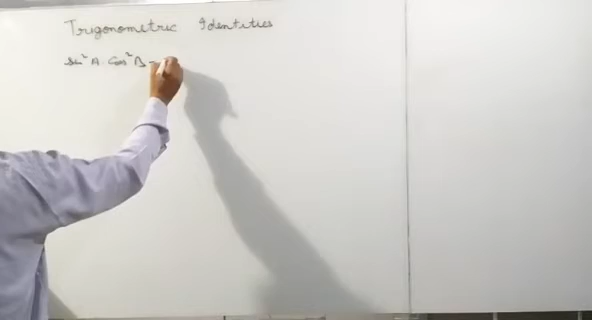 Trigonometric Identities
Sin² A. Cos² B -